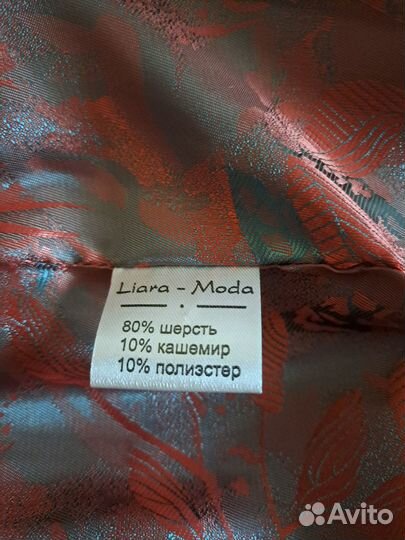 Liara - Moda
80% шерсть
10% кашемир
10% полиэстер
Avito